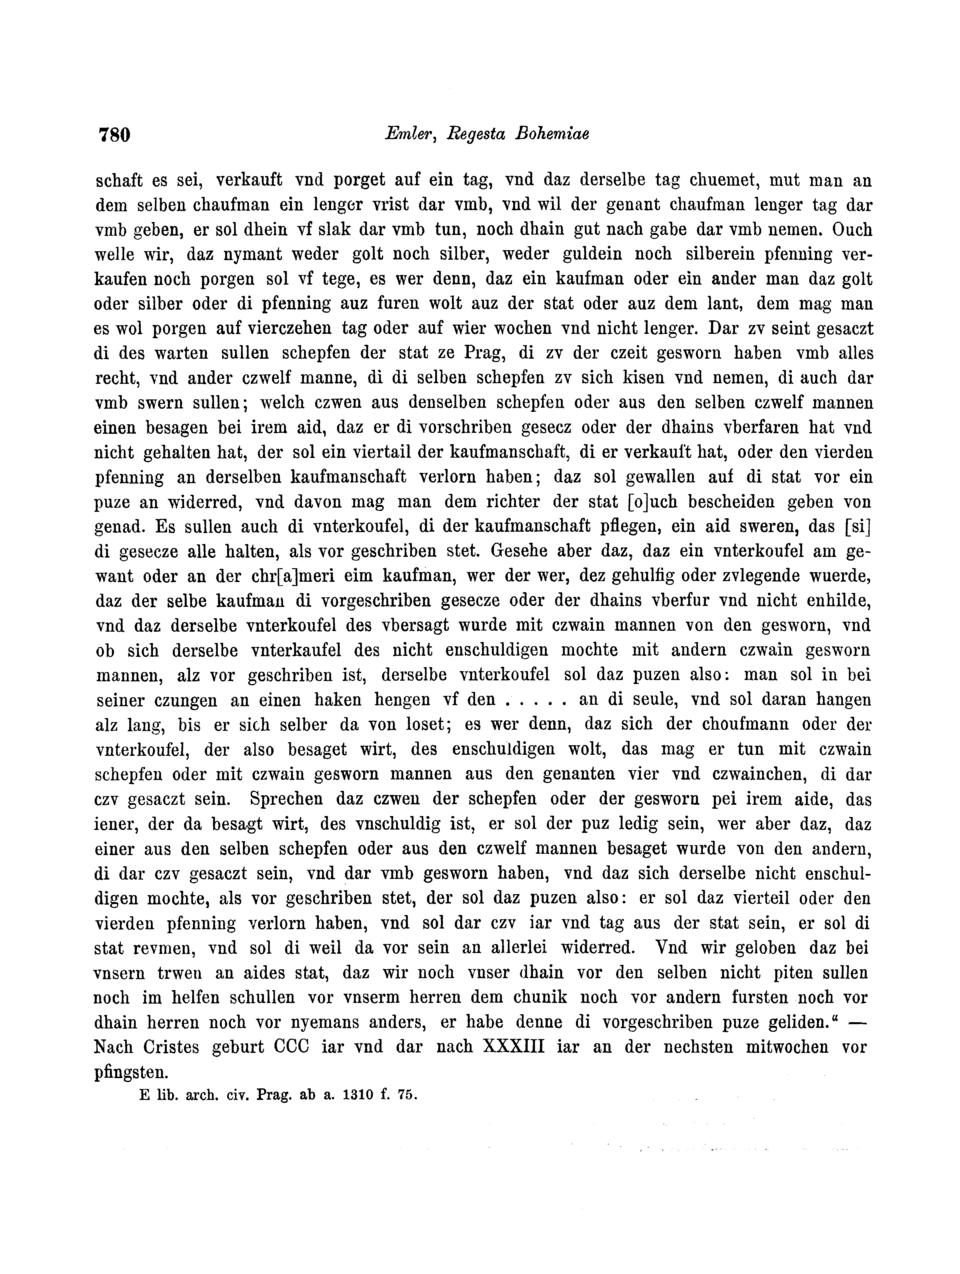 780 Emler, Regesta Bohemiae
schaft es sei, verkauft vnd porget auf ein tag, vnd daz derselbe tag chuemet, mut man an
dem selben chaufman ein lenger vrist dar vmb, vnd wil der genant chaufman lenger tag dar
vmb geben, er sol dhein vf slak dar vmb tun, noch dhain gut nach gabe dar vmb nemen. Ouch
welle wir, daz nymant weder golt noch silber, weder guldein noch silberein pfenning ver-
kaufen noch porgen sol vf tege, es wer denn, daz ein kaufman oder ein ander man daz golt
oder silber oder di pfenning auz furen wolt auz der stat oder auz dem lant, dem mag man
es wol porgen auf vierczehen tag oder auf wier wochen vnd nicht lenger. Dar zv seint gesaczt
di des warten sullen schepfen der stat ze Prag, di zv der czeit gesworn haben vmb alles
recht, vnd ander czwelf manne, di di selben schepfen zv sich kisen vnd nemen, di auch dar
vmb swern sullen; welch czwen aus denselben schepfen oder aus den selben czwelf mannen
einen besagen bei irem aid, daz er di vorschriben gesecz oder der dhains vberfaren hat vnd
nicht gehalten hat, der sol ein viertail der kaufmanschaft, di er verkauft hat, oder den vierden
pfenning an derselben kaufmanschaft verlorn haben; daz sol gewallen auf di stat vor ein
puze an widerred, vnd davon mag man dem richter der stat [o]uch bescheiden geben von
genad. Es sullen auch di vnterkoufel, di der kaufmanschaft pflegen, ein aid sweren, das [si]
di gesecze alle halten, als vor geschriben stet. Gesehe aber daz, daz ein vnterkoufel am ge-
want oder an der chr[a]meri eim kaufman, wer der wer, dez gehulfig oder zvlegende wuerde,
daz der selbe kaufman di vorgeschriben gesecze oder der dhains vberfur vnd nicht enhilde,
vnd daz derselbe vnterkoufel des vbersagt wurde mit czwain mannen von den gesworn, vnd
ob sich derselbe vnterkaufel des nicht enschuldigen mochte mit andern czwain gesworn
mannen, alz vor geschriben ist, derselbe vnterkoufel sol daz puzen also: man sol in bei
seiner czungen an einen haken hengen vf den . . . . . an di seule, vnd sol daran hangen
alz lang, bis er sich selber da von loset; es wer denn, daz sich der choufmann oder der
vnterkoufel, der also besaget wirt, des enschuldigen wolt, das mag er tun mit czwain
schepfen oder mit czwain gesworn mannen aus den genanten vier vnd czwainchen, di dar
czv gesaczt sein. Sprechen daz czwen der schepfen oder der gesworn pei irem aide, das
iener, der da besagt wirt, des vnschuldig ist, er sol der puz ledig sein, wer aber daz, daz
einer aus den selben schepfen oder aus den czwelf mannen besaget wurde von den andern,
di dar czv gesaczt sein, vnd dar vmb gesworn haben, vnd daz sich derselbe nicht enschul-
digen mochte, als vor geschriben stet, der sol daz puzen also: er sol daz vierteil oder den
vierden pfenning verlorn haben, vnd sol dar czv iar vnd tag aus der stat sein, er sol di
stat revmen, vnd sol di weil da vor sein an allerlei widerred. Vnd wir geloben daz bei
vnsern trwen an aides stat, daz wir noch vnser dhain vor den selben nicht piten sullen
noch im helfen schullen vor vnserm herren dem chunik noch vor andern fursten noch vor
dhain herren noch vor nyemans anders, er habe denne di vorgeschriben puze geliden.“ —
Nach Cristes geburt CCC iar vnd dar nach XXXIII iar an der nechsten mitwochen vor
pfingsten.
E lib. arch. civ. Prag. ab a. 1310 f. 75.